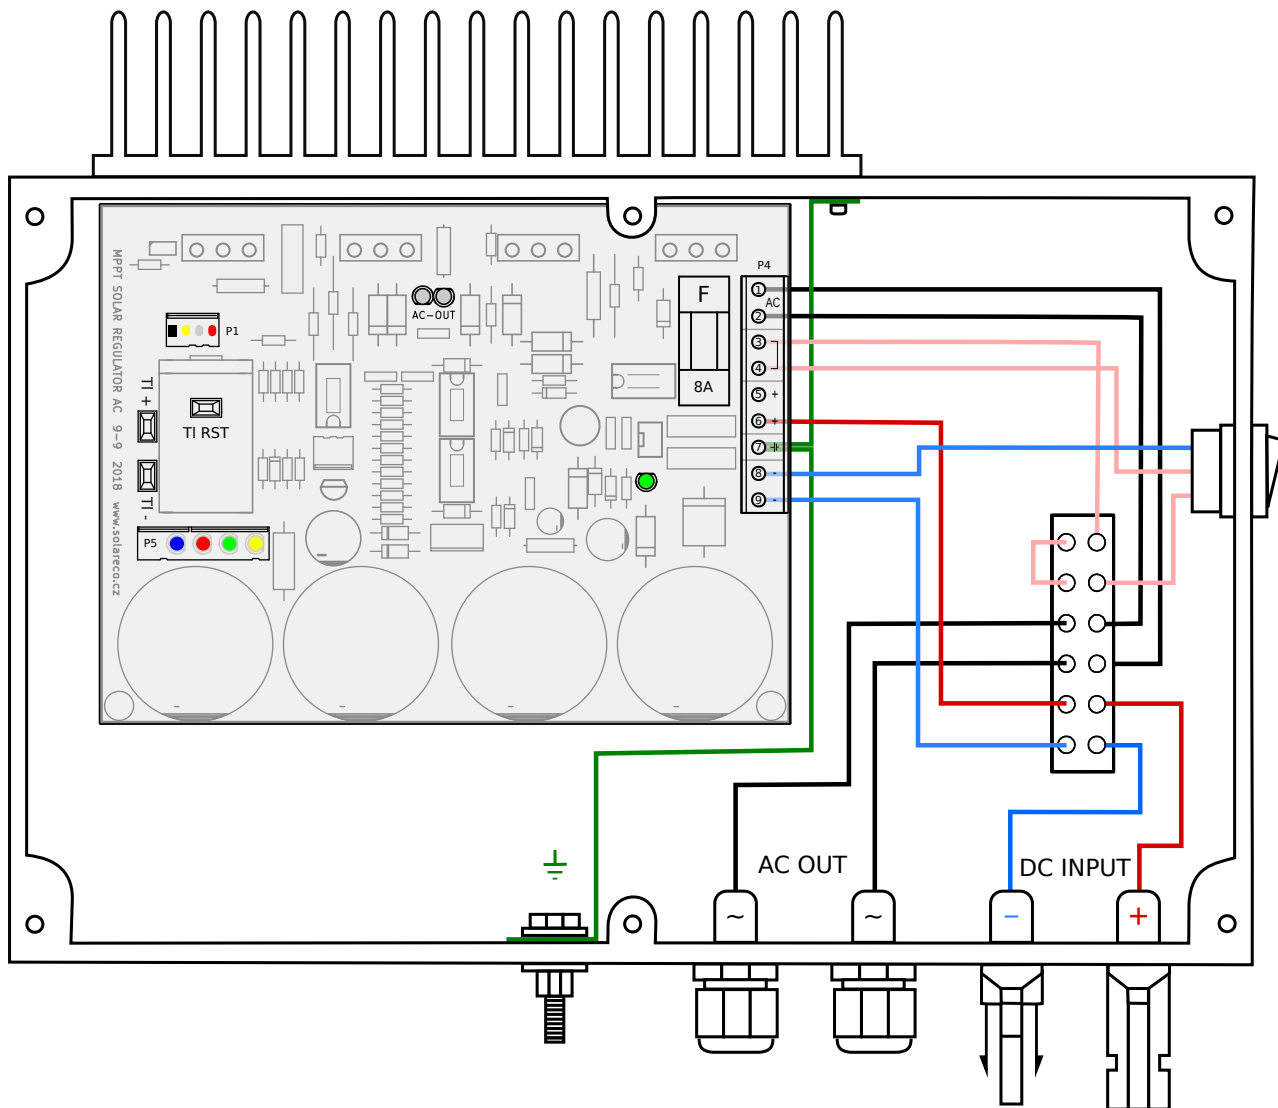 MPPT SOLAR REGULATOR AC 9-9 2018 www.solareco.cz
P4
F
8A
1
AC
2
3
4
5 +
6 +
7
8 -
9 -
AC-OUT
P1
TI +
TI RST
TI -
P5
AC OUT
DC INPUT
~
~
−
+